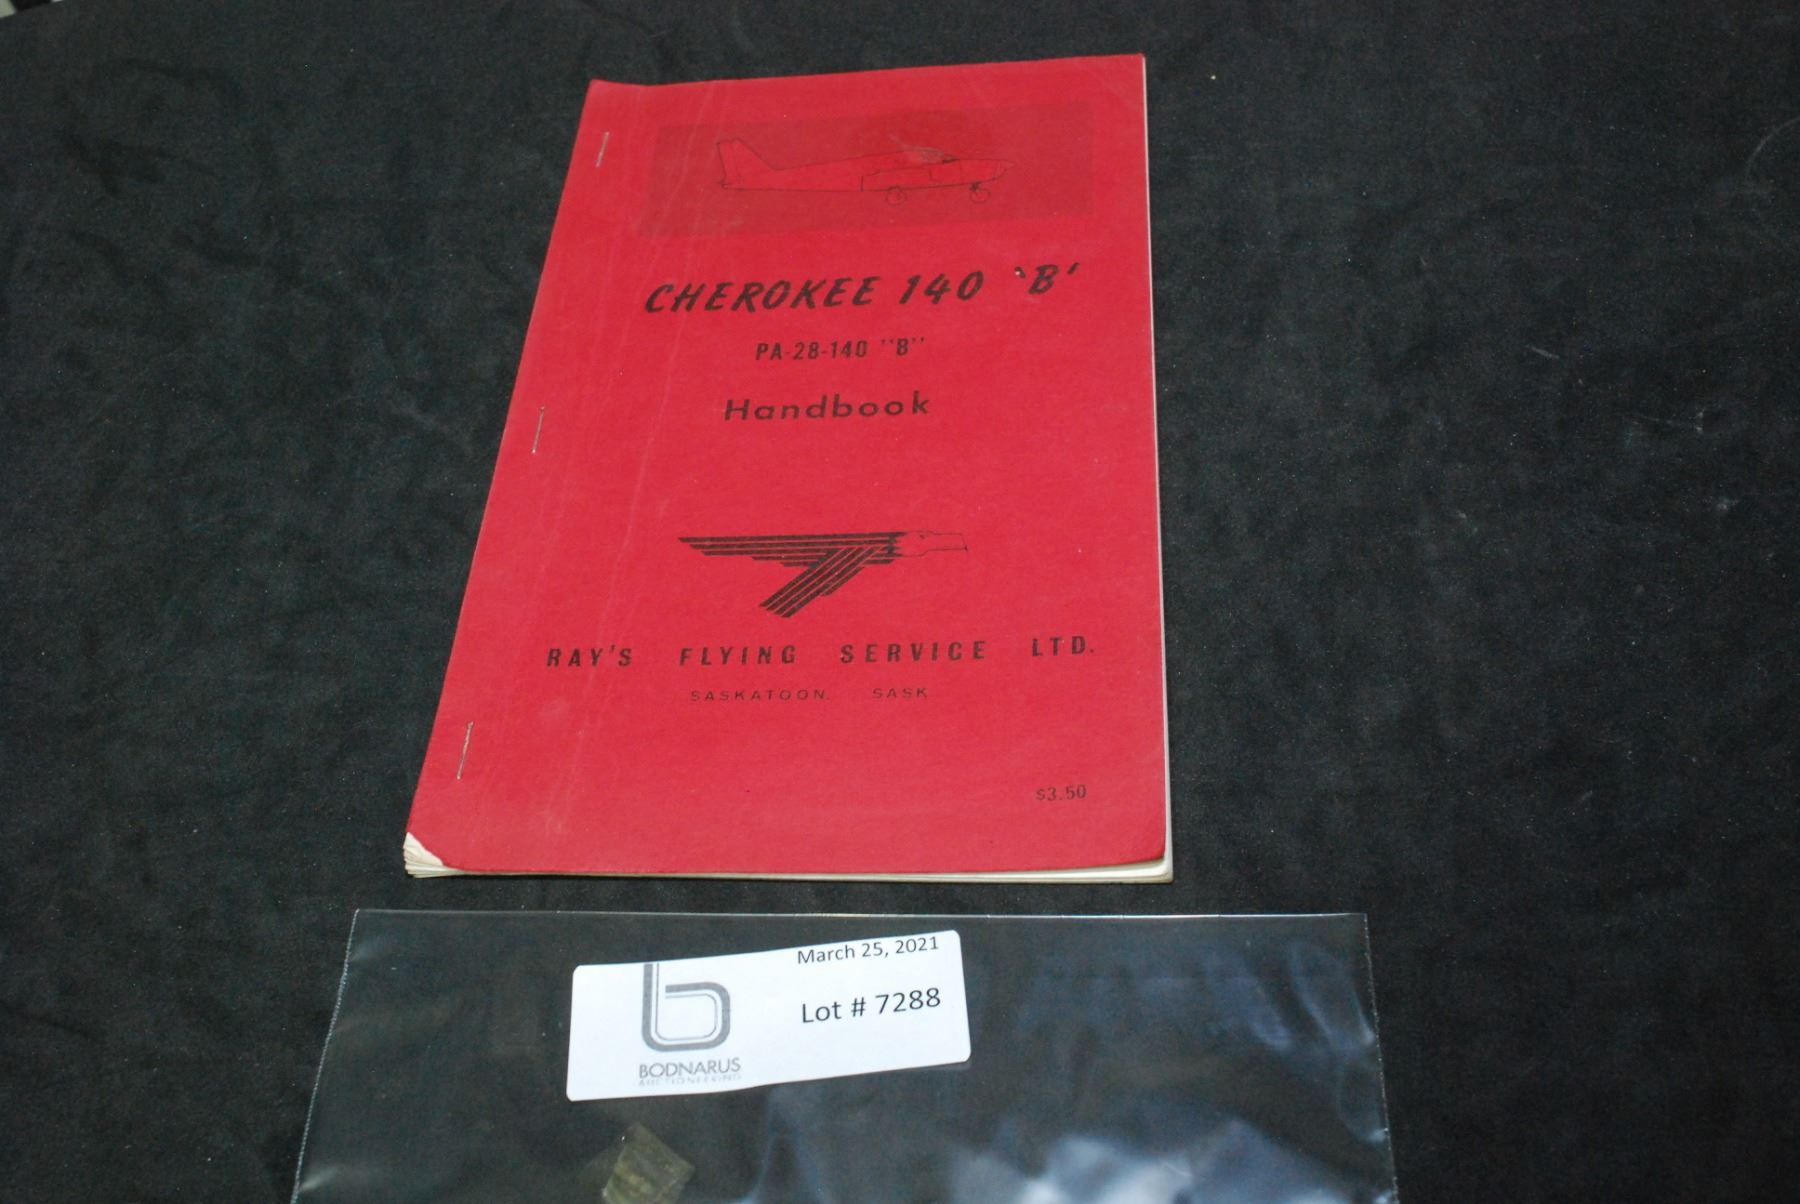 CHEROKEE 140 'B'
PA-28-140 "B"
Handbook
RAY'S FLYING SERVICE LTD.
SASKATOON, SASK
$3.50
March 25, 2021
Lot # 7288
BODNARUS
AUCTIONEERING